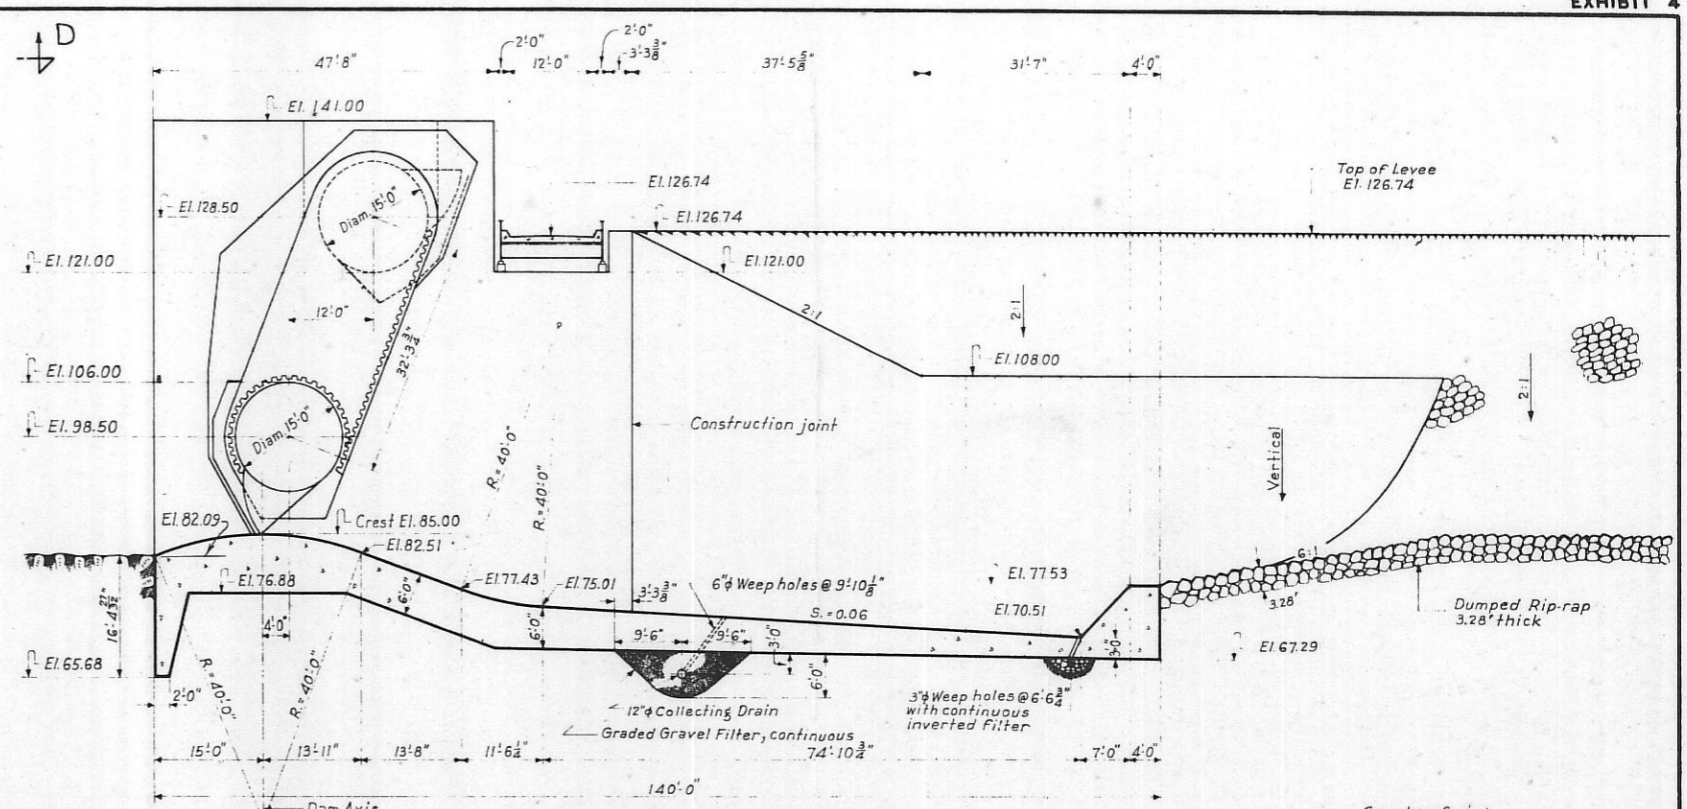 EXHIBIT 4
D
47'-8"
2'-0"
12'-0"
2'-0"
3'-3 3/8"
37'-5 5/8"
31'-7"
4'-0"
El. 141.00
Top of Levee
El. 126.74
El. 126.74
El. 126.74
El. 128.50
Diam. 15'-0"
El. 121.00
El. 121.00
12'-0"
2:1
2:1
32'-3 3/4"
El. 108.00
El. 106.00
2:1
El. 98.50
Diam. 15'-0"
Construction joint
R.= 40'-0"
R.= 40'-0"
Vertical
El. 82.09
Crest El. 85.00
El. 82.51
6:1
El. 76.88
6'-0"
El. 77.43
El. 75.01
3'-3 3/8"
6"φ Weep holes @ 9'-10 1/8"
El. 77.53
S.= 0.06
El. 70.51
3.28'
Dumped Rip-rap
3.28' thick
16'-4 27/32"
4'-0"
6'-0"
9'-6"
9'-6"
3'-0"
3'-0"
El. 67.29
El. 65.68
2'-0"
R.= 40'-0"
R.= 40'-0"
6'-0"
12"φ Collecting Drain
Graded Gravel Filter, continuous
3"φ Weep holes @ 6'-6 3/4"
with continuous
inverted filter
15'-0"
13'-11"
13'-8"
11'-6 1/4"
74'-10 3/4"
7'-0"
4'-0"
140'-0"
Dam Axis